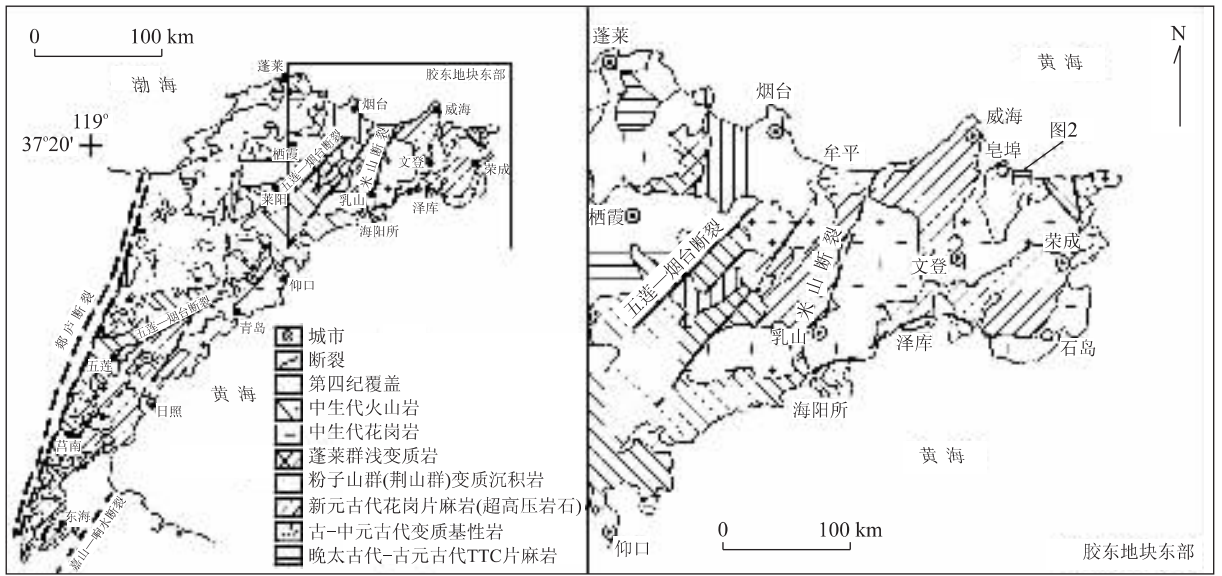 0 100 km
渤海
蓬莱
胶东地块东部
119°
37°20'
烟台
威海
栖霞
五莲—烟台断裂
米山断裂
文登
荣成
莱阳
乳山
泽库
海阳所
郯庐断裂
仰口
五莲—烟台断裂
青岛
五莲
黄海
日照
莒南
东海
嘉山—响水断裂
城市
断裂
第四纪覆盖
中生代火山岩
中生代花岗岩
蓬莱群浅变质岩
粉子山群(荆山群)变质沉积岩
新元古代花岗片麻岩(超高压岩石)
古-中元古代变质基性岩
晚太古代-古元古代TTC片麻岩
蓬莱
黄海
N
烟台
威海
图2
皂埠
牟平
栖霞
五莲—烟台断裂
米山断裂
荣成
文登
乳山
泽库
石岛
海阳所
黄海
0 100 km
仰口
胶东地块东部